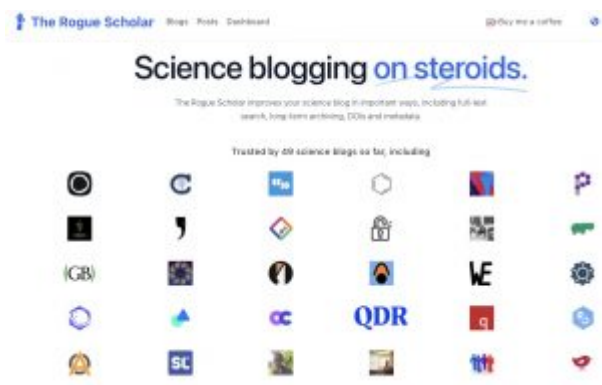 The Rogue Scholar Blogs Posts Dashboard Buy me a coffee
Science blogging on steroids.
The Rogue Scholar improves your science blog in important ways, including full-text
search, long-term archiving, DOIs and metadata.
Trusted by 49 science blogs so far, including
(GB)
QDR
q
SL